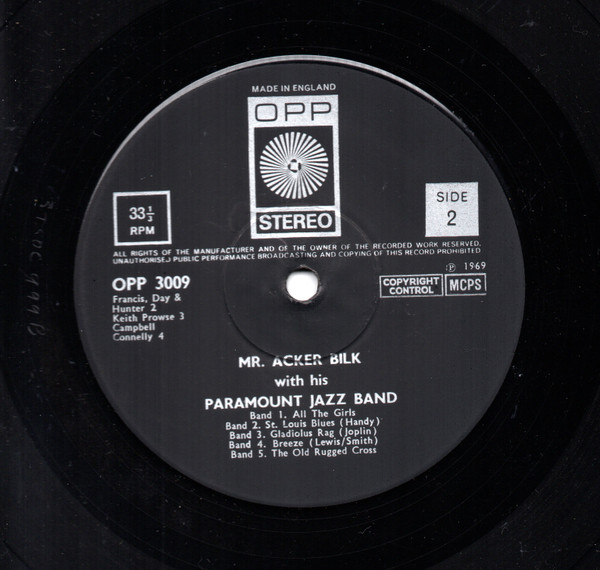 MADE IN ENGLAND
OPP
STEREO
33⅓
RPM
SIDE
2
ALL RIGHTS OF THE MANUFACTURER AND OF THE OWNER OF THE RECORDED WORK RESERVED.
UNAUTHORISED PUBLIC PERFORMANCE BROADCASTING AND COPYING OF THIS RECORD PROHIBITED
℗ 1969
OPP 3009
COPYRIGHT
CONTROL
MCPS
Francis, Day &
Hunter 2
Keith Prowse 3
Campbell
Connelly 4
MR. ACKER BILK
with his
PARAMOUNT JAZZ BAND
Band 1. All The Girls
Band 2. St. Louis Blues (Handy)
Band 3. Gladiolus Rag (Joplin)
Band 4. Breeze (Lewis/Smith)
Band 5. The Old Rugged Cross